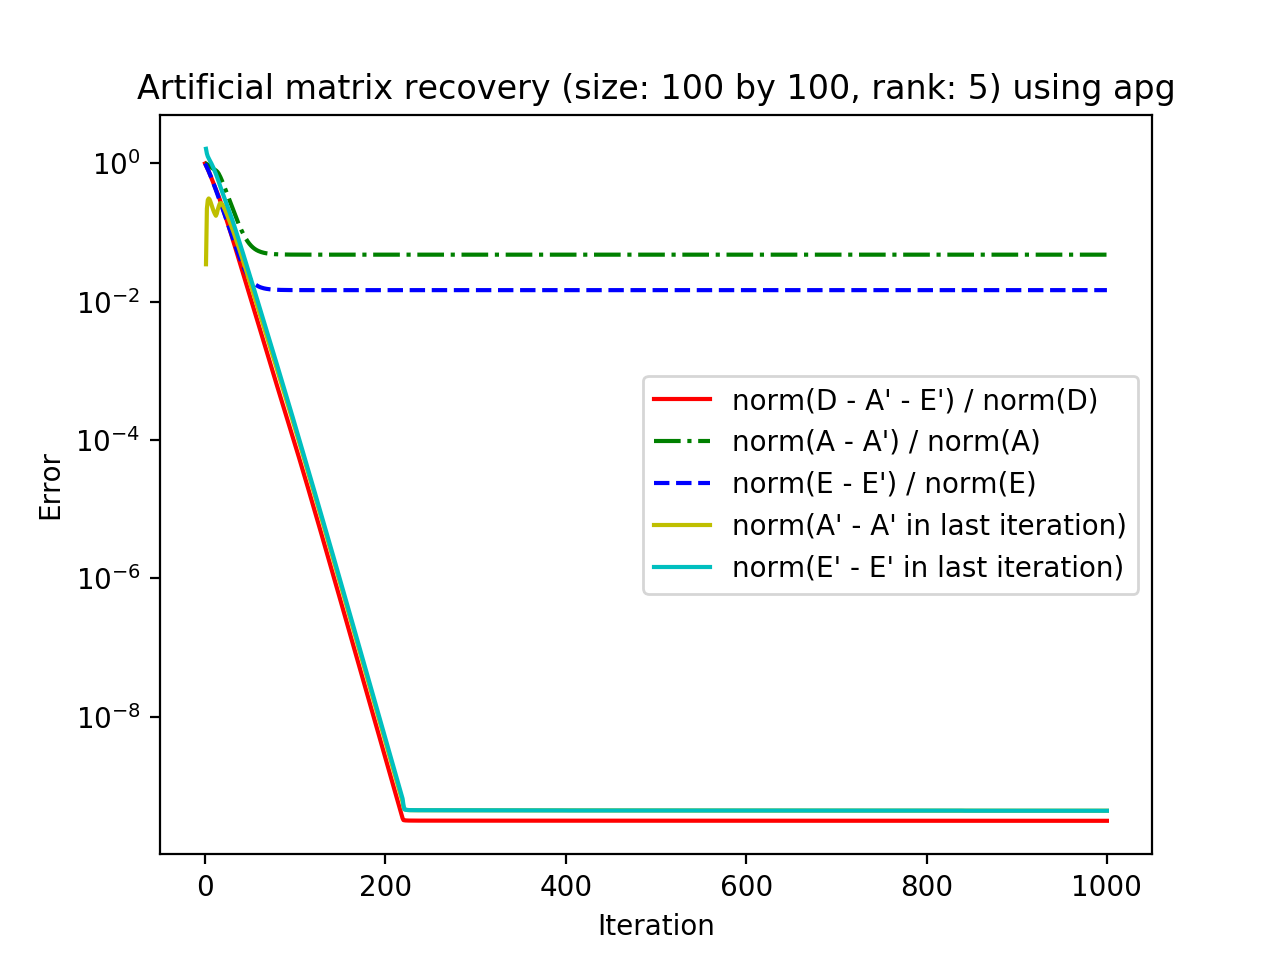 Artificial matrix recovery (size: 100 by 100, rank: 5) using apg
10⁰
10⁻²
10⁻⁴
10⁻⁶
10⁻⁸
Error
norm(D - A' - E') / norm(D)
norm(A - A') / norm(A)
norm(E - E') / norm(E)
norm(A' - A' in last iteration)
norm(E' - E' in last iteration)
0 200 400 600 800 1000
Iteration